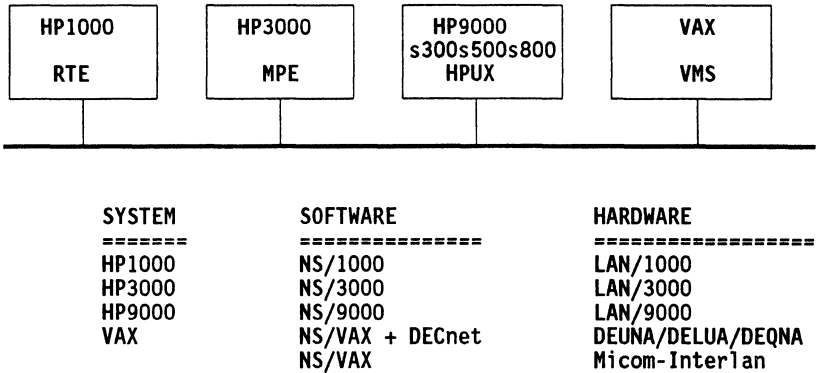 HP1000 HP3000 HP9000 VAX
s300s500s800
RTE MPE HPUX VMS
SYSTEM SOFTWARE HARDWARE
======= =============== ==================
HP1000 NS/1000 LAN/1000
HP3000 NS/3000 LAN/3000
HP9000 NS/9000 LAN/9000
VAX NS/VAX + DECnet DEUNA/DELUA/DEQNA
NS/VAX Micom-Interlan